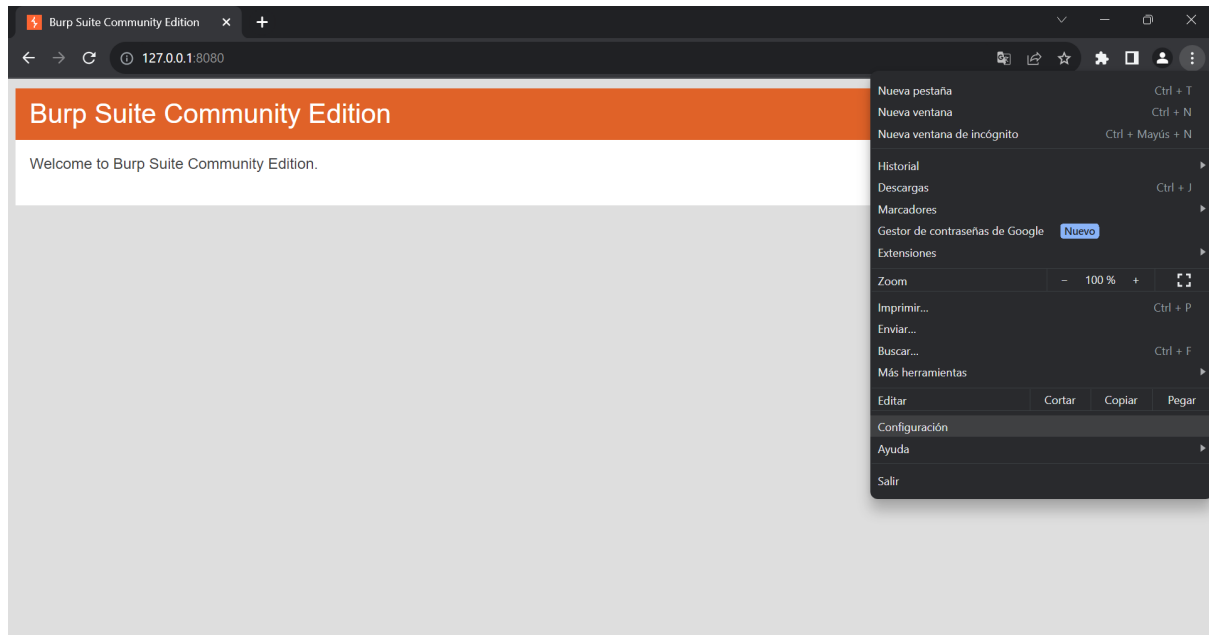 Burp Suite Community Edition
127.0.0.1:8080
Burp Suite Community Edition
Welcome to Burp Suite Community Edition.
Nueva pestaña Ctrl + T
Nueva ventana Ctrl + N
Nueva ventana de incógnito Ctrl + Mayús + N
Historial
Descargas Ctrl + J
Marcadores
Gestor de contraseñas de Google Nuevo
Extensiones
Zoom − 100 % +
Imprimir... Ctrl + P
Enviar...
Buscar... Ctrl + F
Más herramientas
Editar Cortar Copiar Pegar
Configuración
Ayuda
Salir